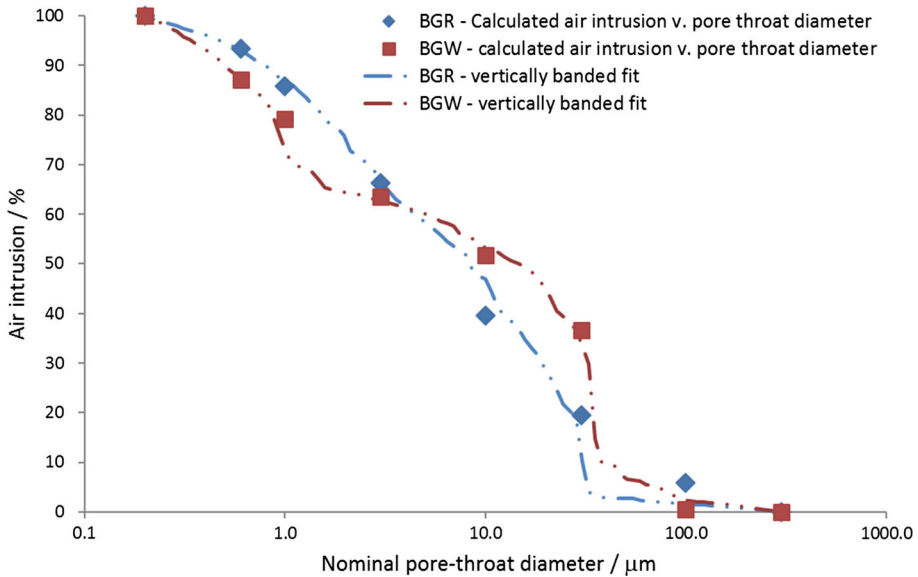 BGR - Calculated air intrusion v. pore throat diameter
BGW - calculated air intrusion v. pore throat diameter
BGR - vertically banded fit
BGW - vertically banded fit
Air intrusion / %
100
90
80
70
60
50
40
30
20
10
0
0.1 1.0 10.0 100.0 1000.0
Nominal pore-throat diameter / μm